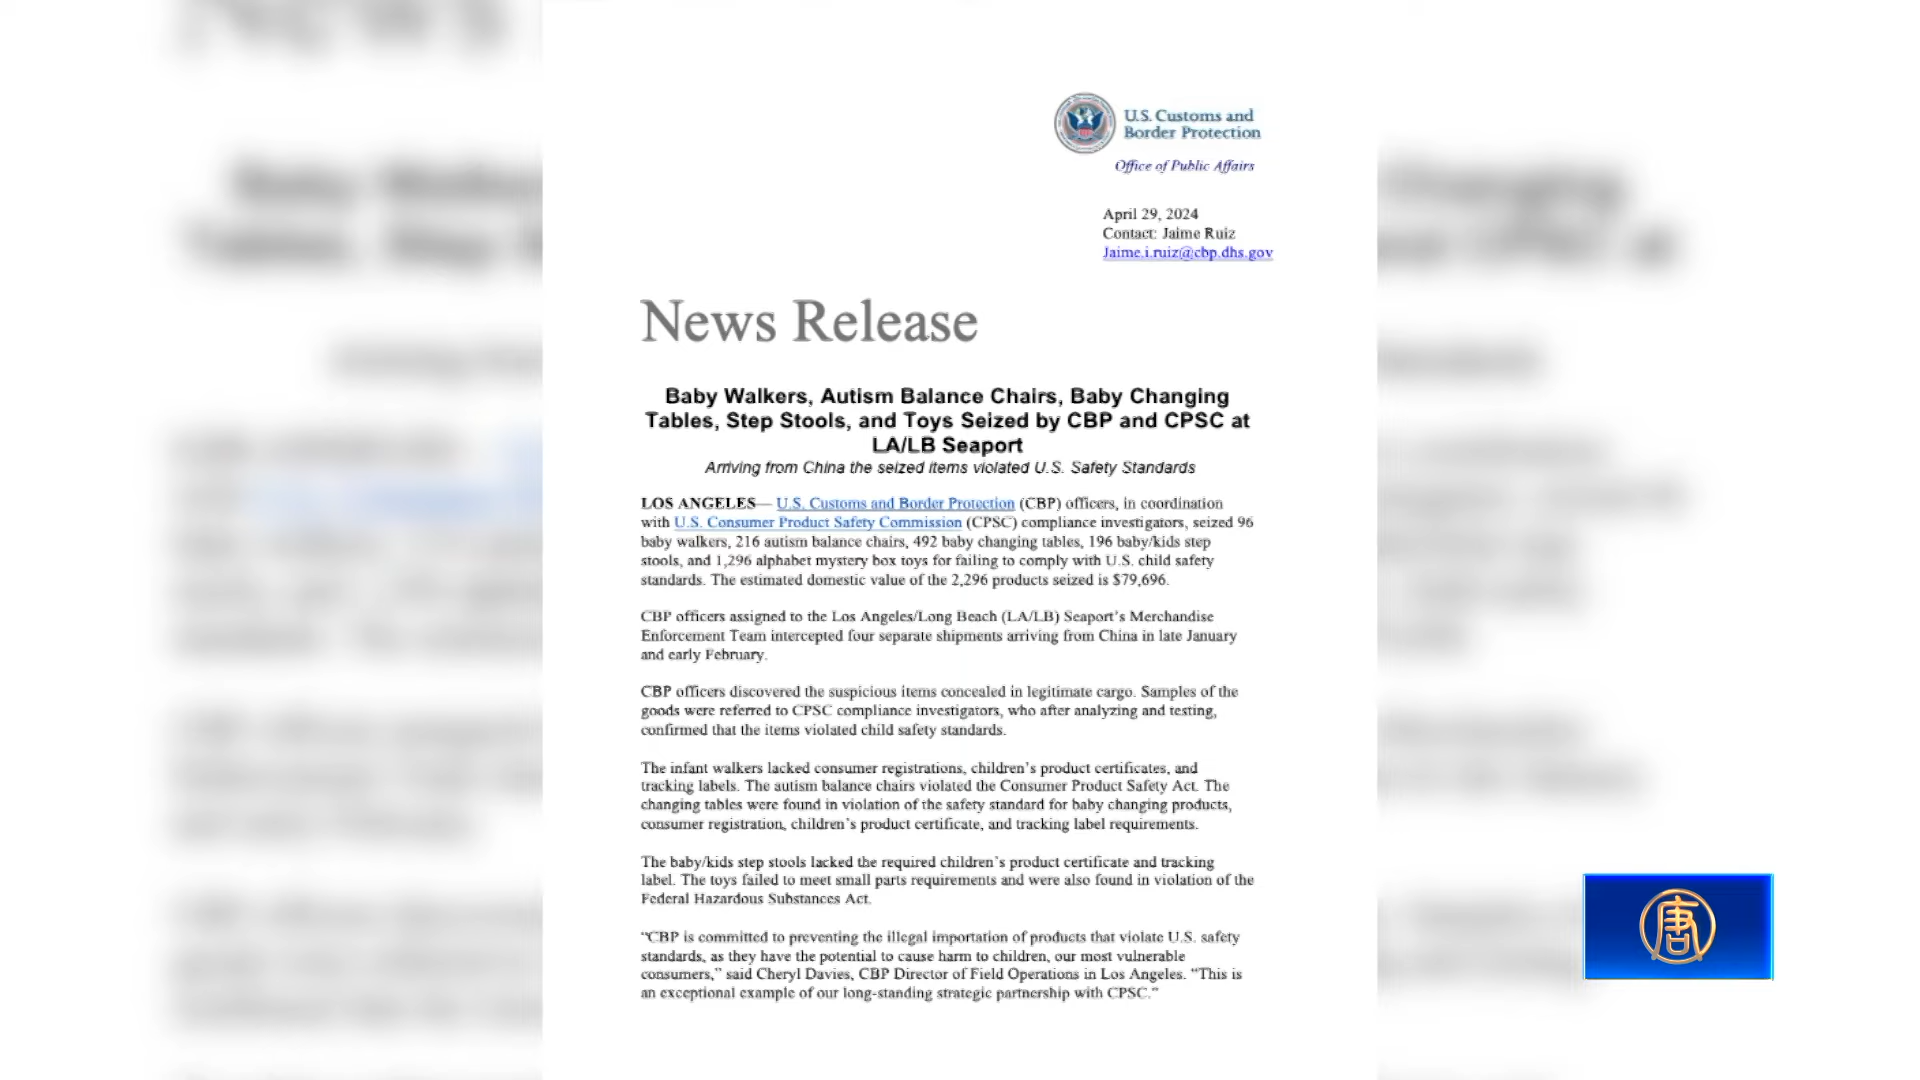 U.S. Customs and
Border Protection
Office of Public Affairs
April 29, 2024
Contact: Jaime Ruiz
Jaime.i.ruiz@cbp.dhs.gov
News Release
Baby Walkers, Autism Balance Chairs, Baby Changing
Tables, Step Stools, and Toys Seized by CBP and CPSC at
LA/LB Seaport
Arriving from China the seized items violated U.S. Safety Standards
LOS ANGELES— U.S. Customs and Border Protection (CBP) officers, in coordination
with U.S. Consumer Product Safety Commission (CPSC) compliance investigators, seized 96
baby walkers, 216 autism balance chairs, 492 baby changing tables, 196 baby/kids step
stools, and 1,296 alphabet mystery box toys for failing to comply with U.S. child safety
standards. The estimated domestic value of the 2,296 products seized is $79,696.
CBP officers assigned to the Los Angeles/Long Beach (LA/LB) Seaport's Merchandise
Enforcement Team intercepted four separate shipments arriving from China in late January
and early February.
CBP officers discovered the suspicious items concealed in legitimate cargo. Samples of the
goods were referred to CPSC compliance investigators, who after analyzing and testing,
confirmed that the items violated child safety standards.
The infant walkers lacked consumer registrations, children's product certificates, and
tracking labels. The autism balance chairs violated the Consumer Product Safety Act. The
changing tables were found in violation of the safety standard for baby changing products,
consumer registration, children's product certificate, and tracking label requirements.
The baby/kids step stools lacked the required children's product certificate and tracking
label. The toys failed to meet small parts requirements and were also found in violation of the
Federal Hazardous Substances Act.
"CBP is committed to preventing the illegal importation of products that violate U.S. safety
standards, as they have the potential to cause harm to children, our most vulnerable
consumers," said Cheryl Davies, CBP Director of Field Operations in Los Angeles. "This is
an exceptional example of our long-standing strategic partnership with CPSC."
唐